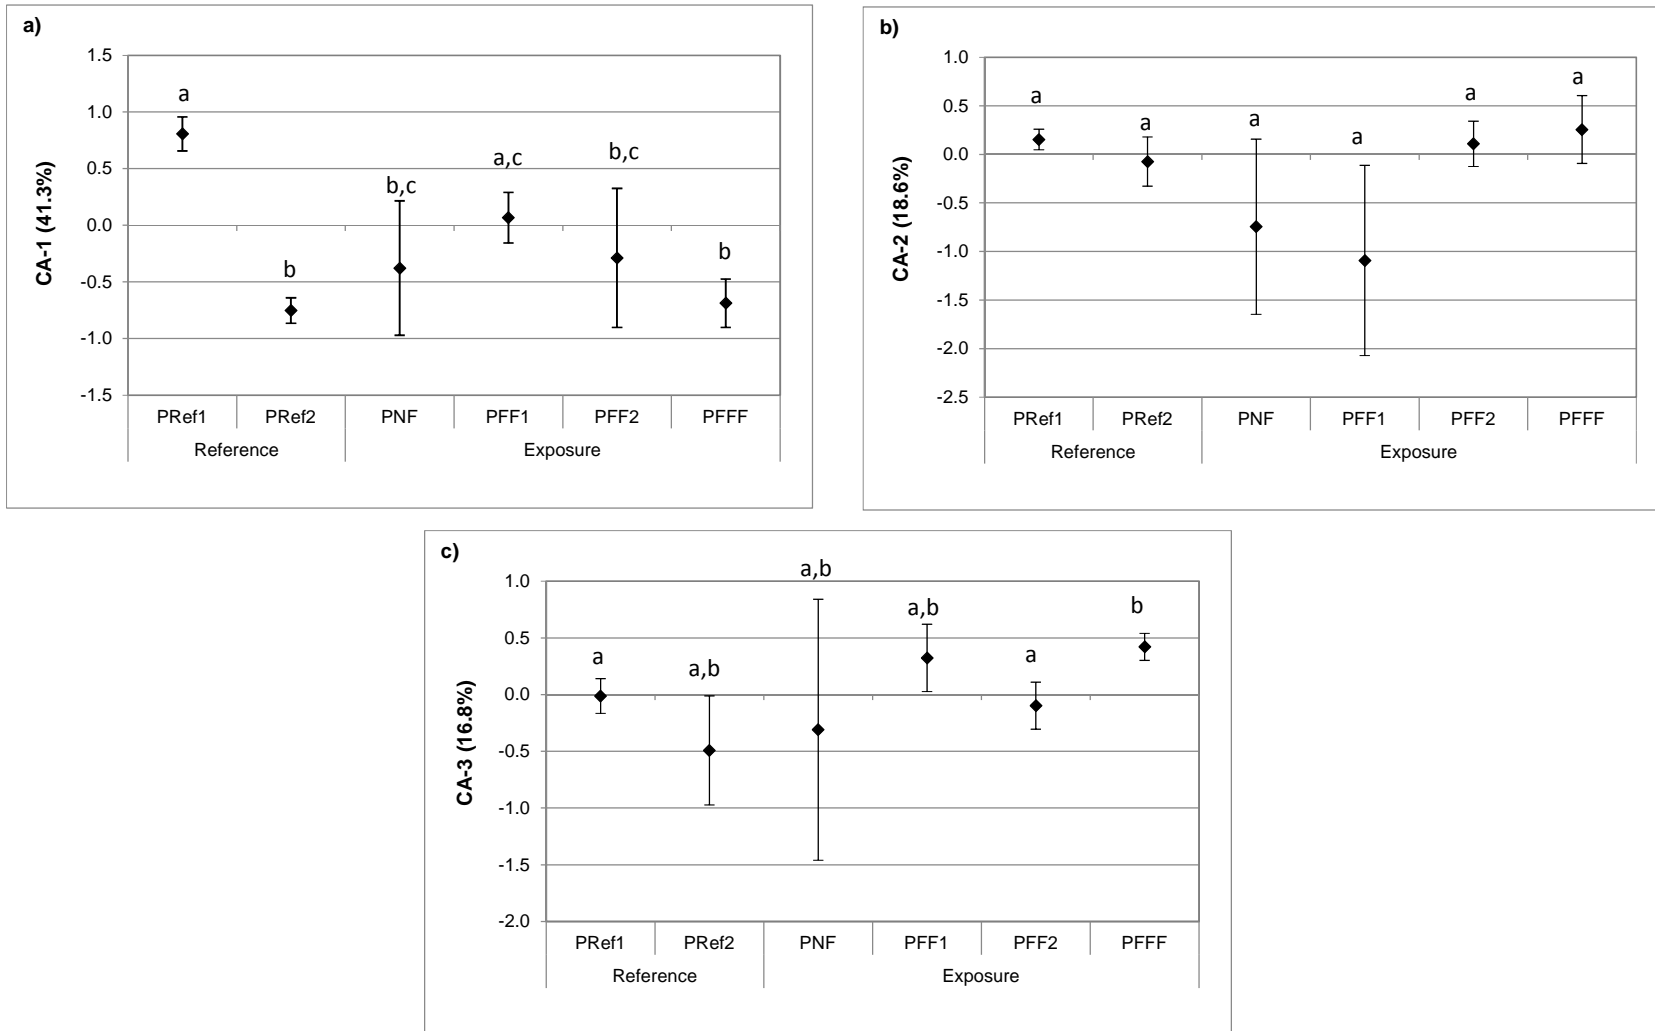 a)
CA-1 (41.3%)
1.5
1.0
0.5
0.0
-0.5
-1.0
-1.5
a
b
b,c
a,c
b,c
b
PRef1 PRef2 PNF PFF1 PFF2 PFFF
Reference Exposure
b)
CA-2 (18.6%)
1.0
0.5
0.0
-0.5
-1.0
-1.5
-2.0
-2.5
a
a
a
a
a
a
PRef1 PRef2 PNF PFF1 PFF2 PFFF
Reference Exposure
c)
CA-3 (16.8%)
1.0
0.5
0.0
-0.5
-1.0
-1.5
-2.0
a
a,b
a,b
a,b
a
b
PRef1 PRef2 PNF PFF1 PFF2 PFFF
Reference Exposure